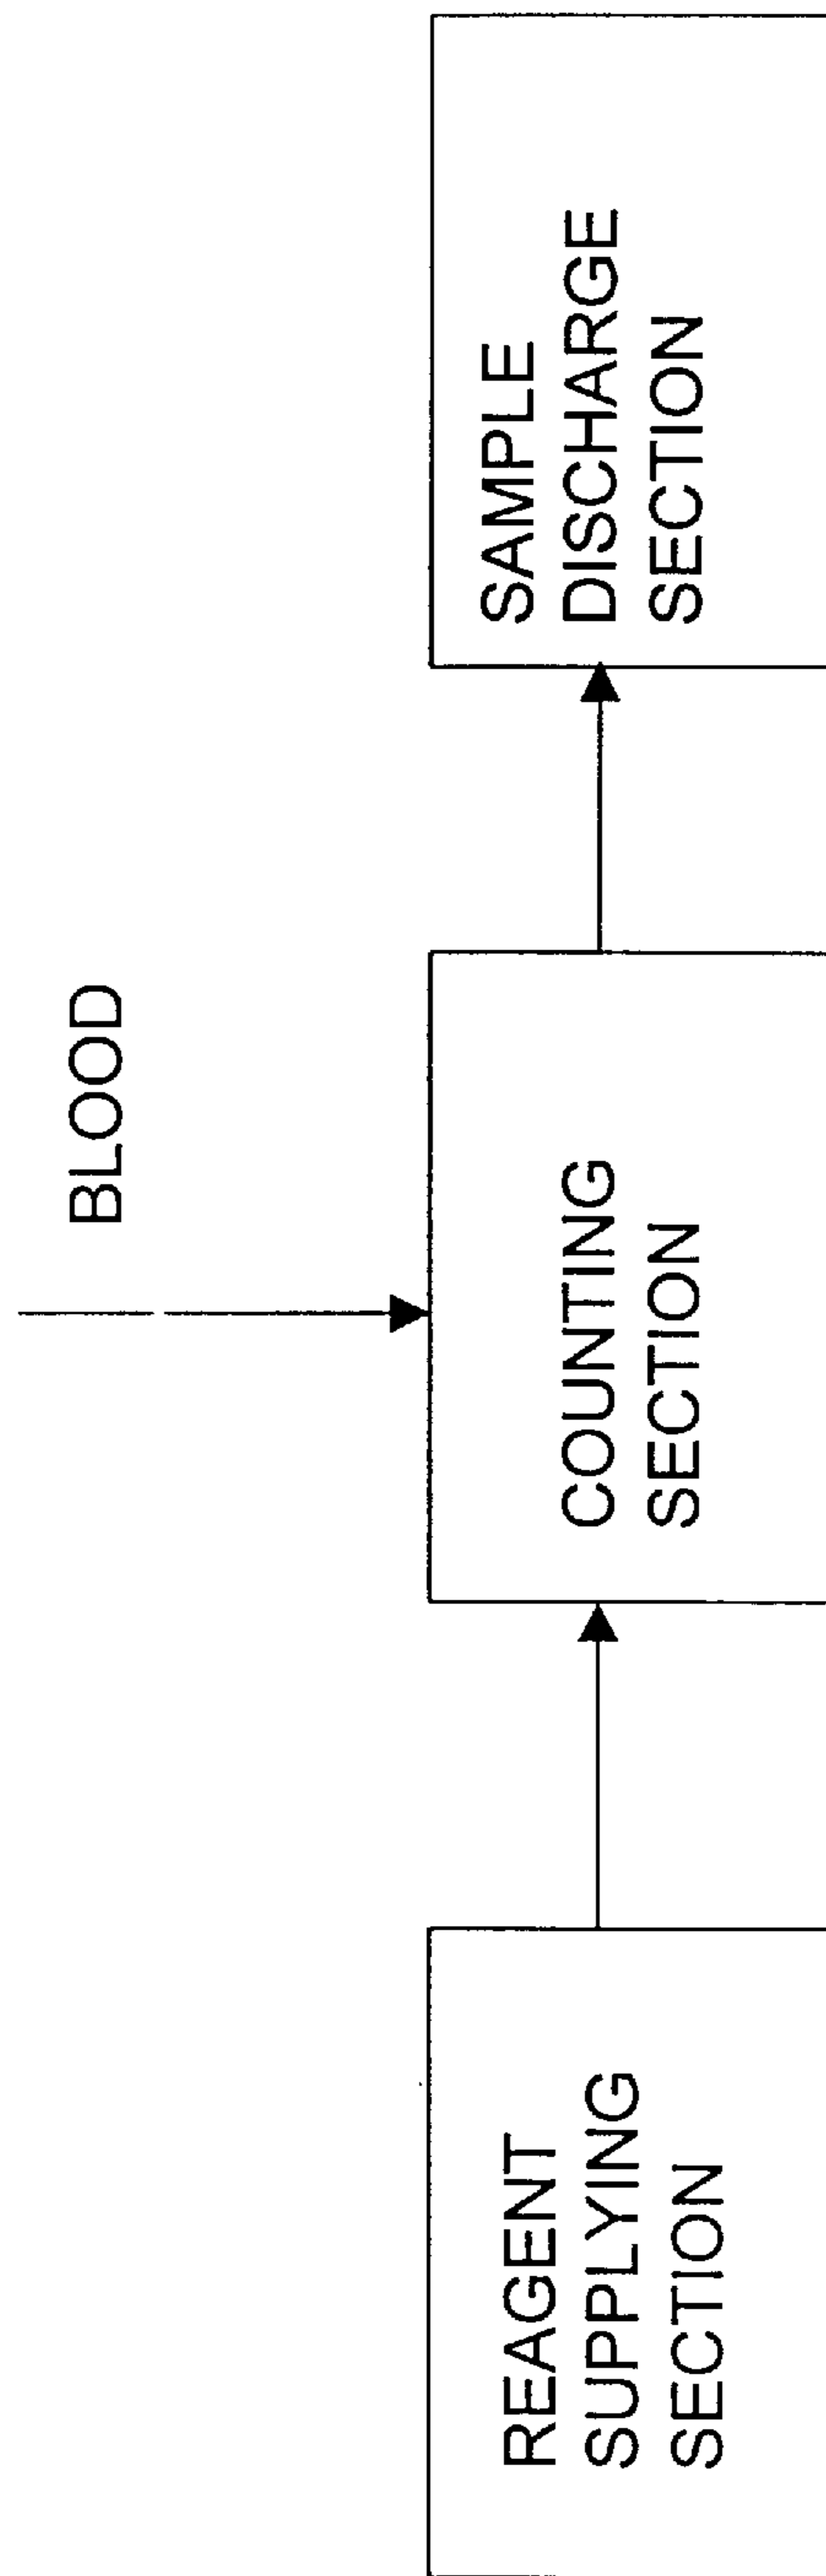 BLOOD
REAGENT
SUPPLYING
SECTION
COUNTING
SECTION
SAMPLE
DISCHARGE
SECTION